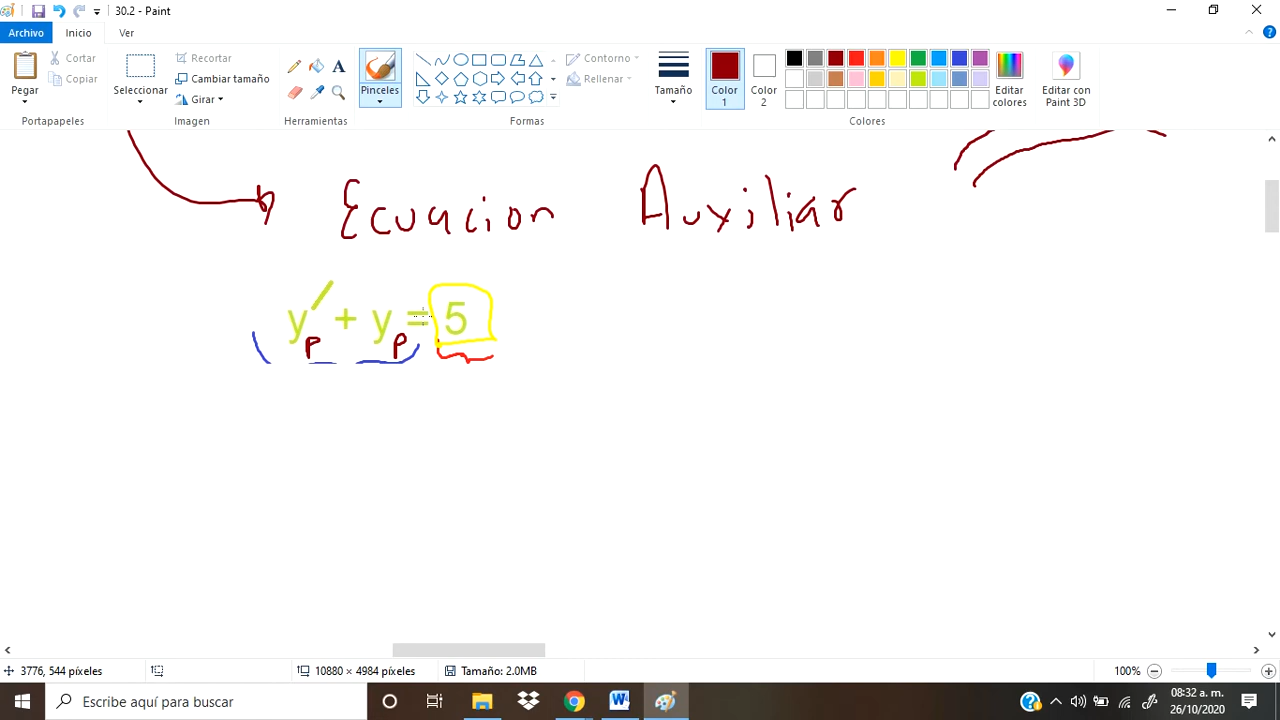 30.2 - Paint
Archivo Inicio Ver
Pegar
Cortar
Copiar
Portapapeles
Seleccionar
Recortar
Cambiar tamaño
Girar
Imagen
A
Herramientas
Pinceles
Contorno
Rellenar
Formas
Tamaño
Color 1
Color 2
Editar colores
Editar con Paint 3D
Colores
Ecuacion Auxiliar
y'p + yp = 5
3776, 544 píxeles
10880 × 4984 píxeles
Tamaño: 2.0MB
100%
Escribe aquí para buscar
08:32 a. m.
26/10/2020